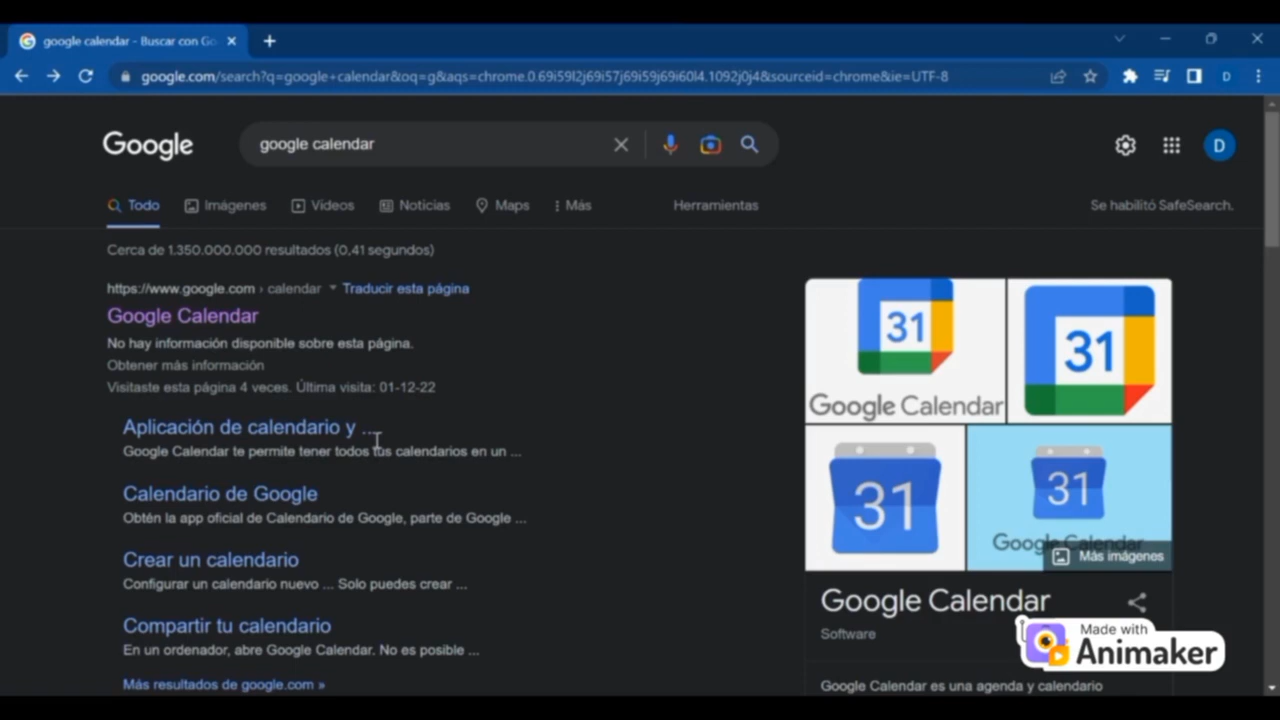 google calendar - Buscar con Go
google.com/search?q=google+calendar&oq=g&aqs=chrome.0.69i59l2j69i57j69i59j69i60l4.1092j0j4&sourceid=chrome&ie=UTF-8
D
Google
google calendar
D
Todo
Imágenes
Videos
Noticias
Maps
Más
Herramientas
Se habilitó SafeSearch.
Cerca de 1.350.000.000 resultados (0,41 segundos)
https://www.google.com › calendar
Traducir esta página
Google Calendar
No hay información disponible sobre esta página.
Obtener más información
Visitaste esta página 4 veces. Última visita: 01-12-22
Aplicación de calendario y ...
Google Calendar te permite tener todos tus calendarios en un ...
Calendario de Google
Obtén la app oficial de Calendario de Google, parte de Google ...
Crear un calendario
Configurar un calendario nuevo ... Solo puedes crear ...
Compartir tu calendario
En un ordenador, abre Google Calendar. No es posible ...
Más resultados de google.com »
31
Google Calendar
31
31
31
Google Calendar
Más imágenes
Google Calendar
Software
Made with
Animaker
Google Calendar es una agenda y calendario